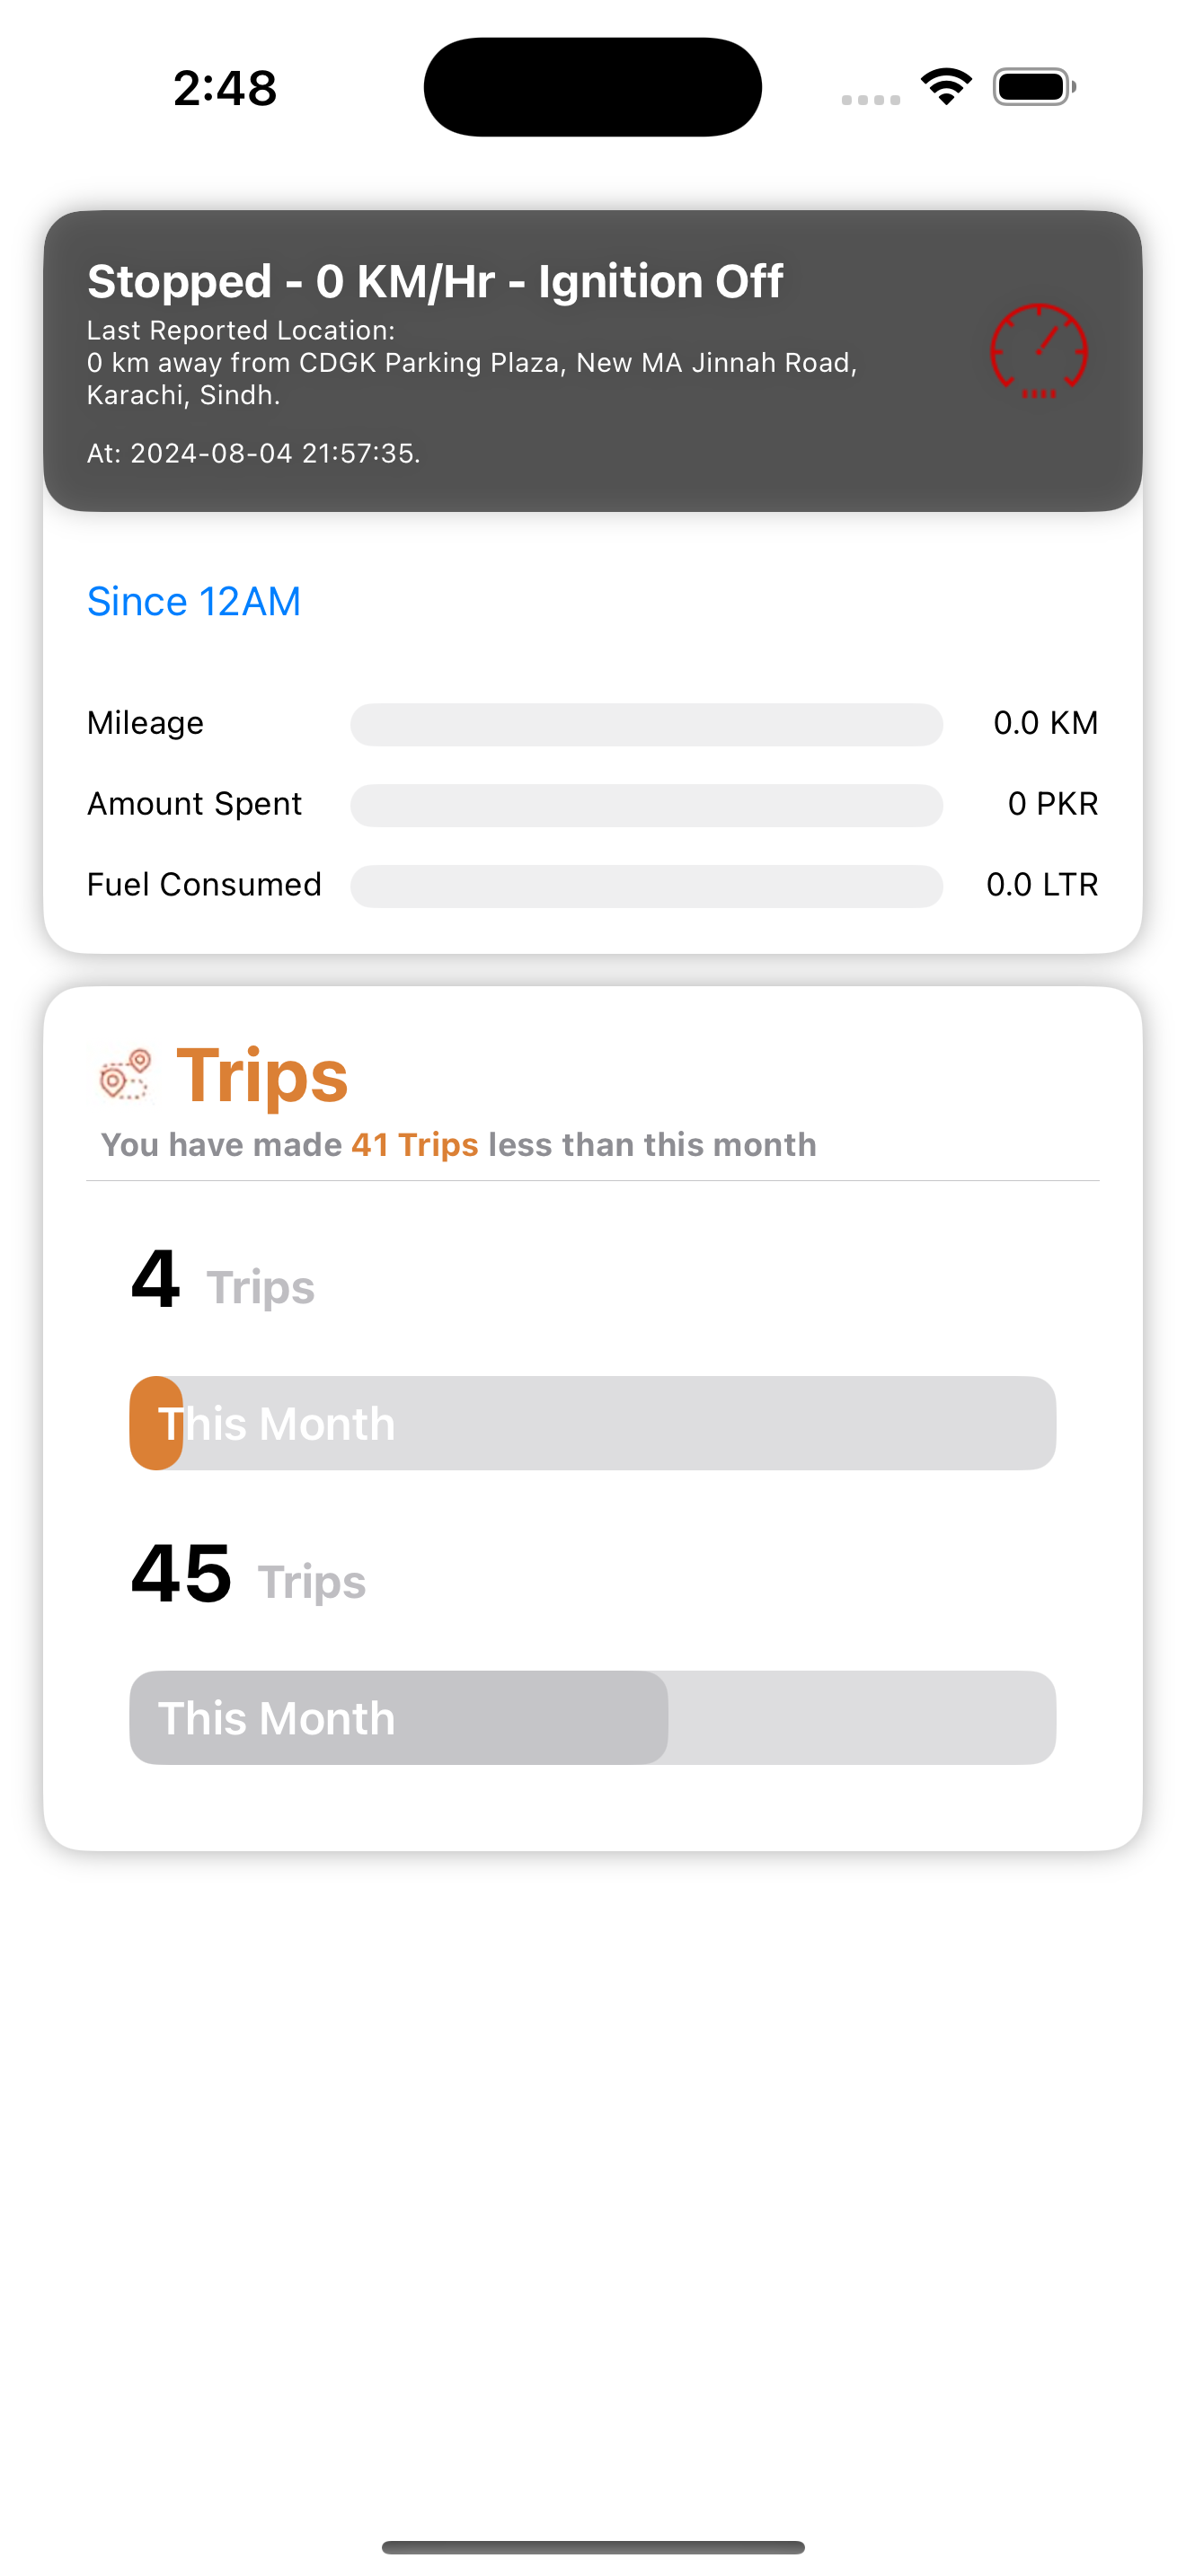 2:48
Stopped - 0 KM/Hr - Ignition Off
Last Reported Location:
0 km away from CDGK Parking Plaza, New MA Jinnah Road,
Karachi, Sindh.
At: 2024-08-04 21:57:35.
Since 12AM
Mileage 0.0 KM
Amount Spent 0 PKR
Fuel Consumed 0.0 LTR
Trips
You have made 41 Trips less than this month
4 Trips
This Month
45 Trips
This Month